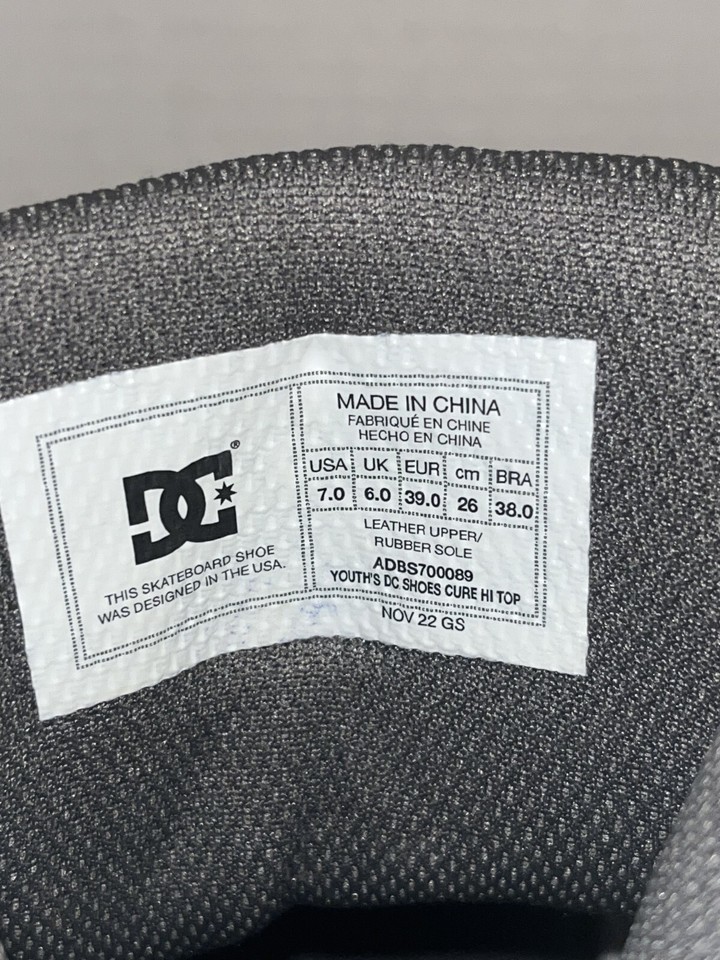 DC®
THIS SKATEBOARD SHOE
WAS DESIGNED IN THE USA.
MADE IN CHINA
FABRIQUÉ EN CHINE
HECHO EN CHINA
USA UK EUR cm BRA
7.0 6.0 39.0 26 38.0
LEATHER UPPER/
RUBBER SOLE
ADBS700089
YOUTH'S DC SHOES CURE HI TOP
NOV 22 GS